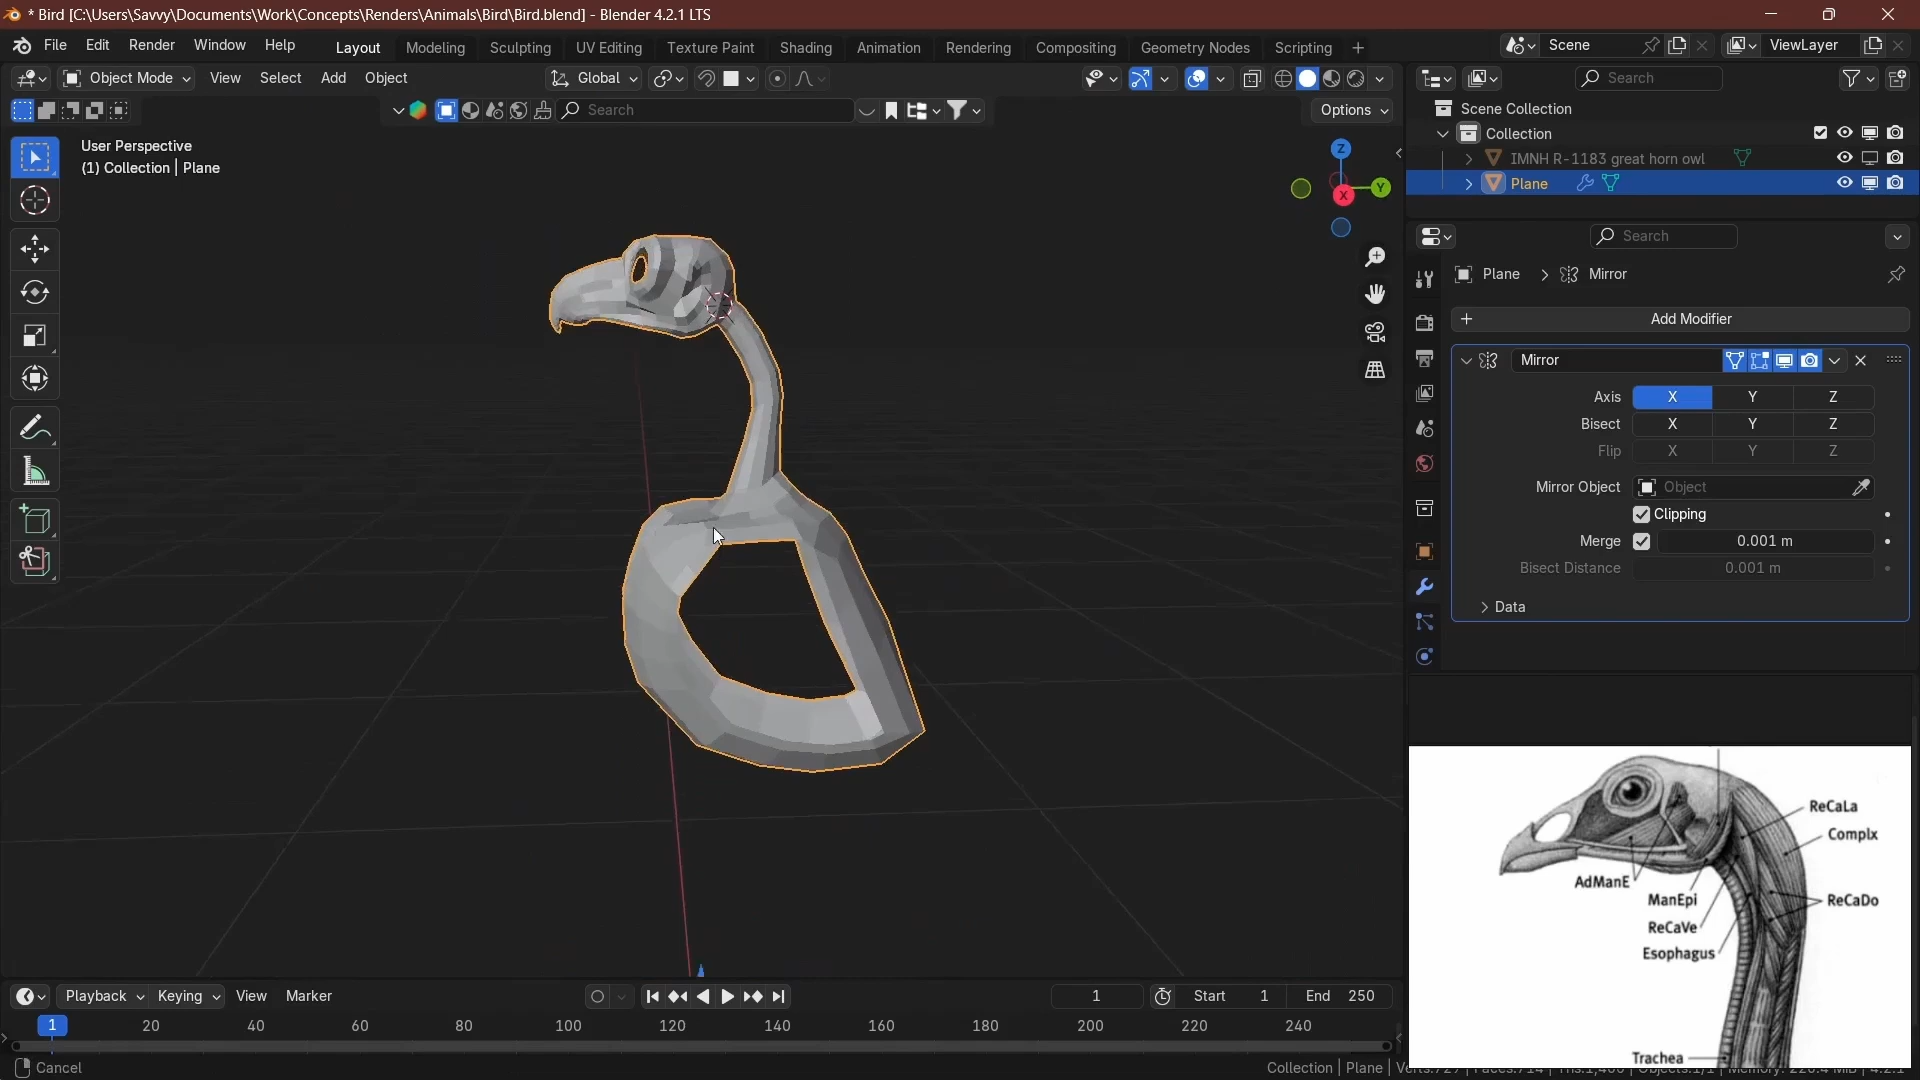 * Bird [C:\Users\Savvy\Documents\Work\Concepts\Renders\Animals\Bird\Bird.blend] - Blender 4.2.1 LTS
File Edit Render Window Help Layout Modeling Sculpting UV Editing Texture Paint Shading Animation Rendering Compositing Geometry Nodes Scripting + Scene ViewLayer
Object Mode View Select Add Object Global Search
Search Options
User Perspective
(1) Collection | Plane
Z
Y
X
Scene Collection
Collection
IMNH R-1183 great horn owl
Plane
Search
Plane > Mirror
+ Add Modifier
Mirror
Axis X Y Z
Bisect X Y Z
Flip X Y Z
Mirror Object Object
Clipping
Merge 0.001 m
Bisect Distance 0.001 m
Data
ReCaLa
Complx
AdManE
ManEpi
ReCaDo
ReCaVe
Esophagus
Trachea
Playback Keying View Marker 1 Start 1 End 250
1 20 40 60 80 100 120 140 160 180 200 220 240
Cancel Collection | Plane |